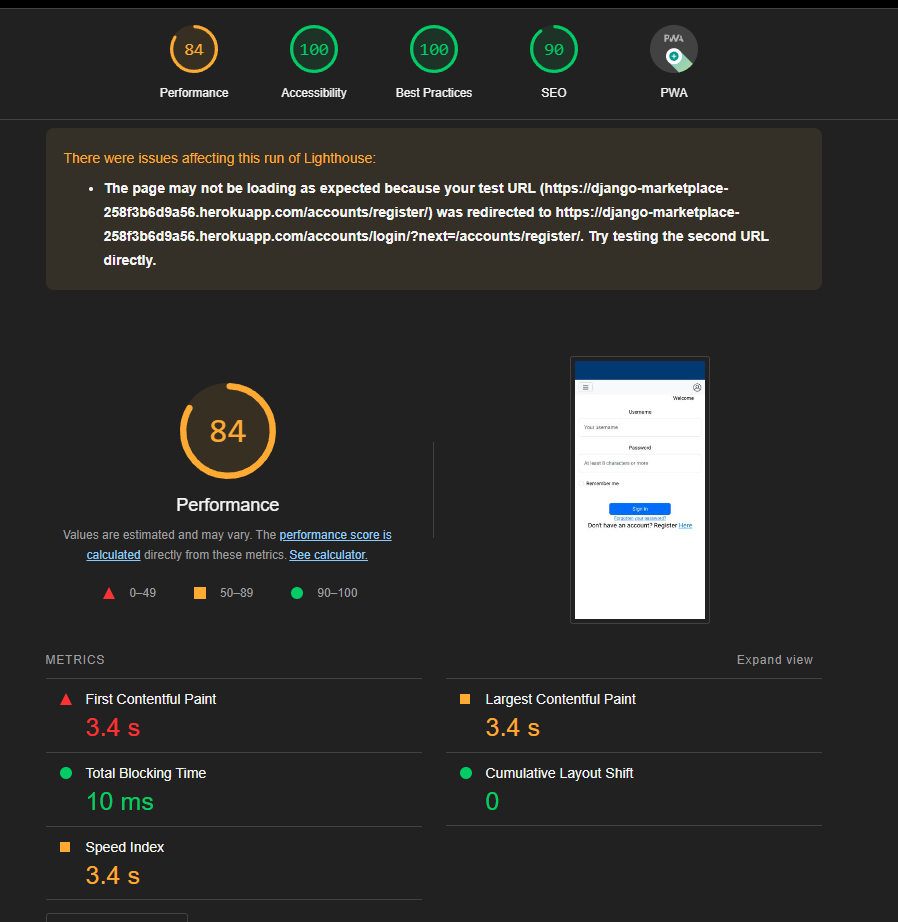 84
100
100
90
PWA
Performance
Accessibility
Best Practices
SEO
PWA
There were issues affecting this run of Lighthouse:
• The page may not be loading as expected because your test URL (https://django-marketplace-
258f3b6d9a56.herokuapp.com/accounts/register/) was redirected to https://django-marketplace-
258f3b6d9a56.herokuapp.com/accounts/login/?next=/accounts/register/. Try testing the second URL
directly.
84
Performance
Values are estimated and may vary. The performance score is
calculated directly from these metrics. See calculator.
0–49
50–89
90–100
Welcome
Username
Your username
Password
At least 8 characters or more
Remember me
Sign In
Forgotten your password?
Don't have an account? Register Here
METRICS
Expand view
First Contentful Paint
3.4 s
Largest Contentful Paint
3.4 s
Total Blocking Time
10 ms
Cumulative Layout Shift
0
Speed Index
3.4 s